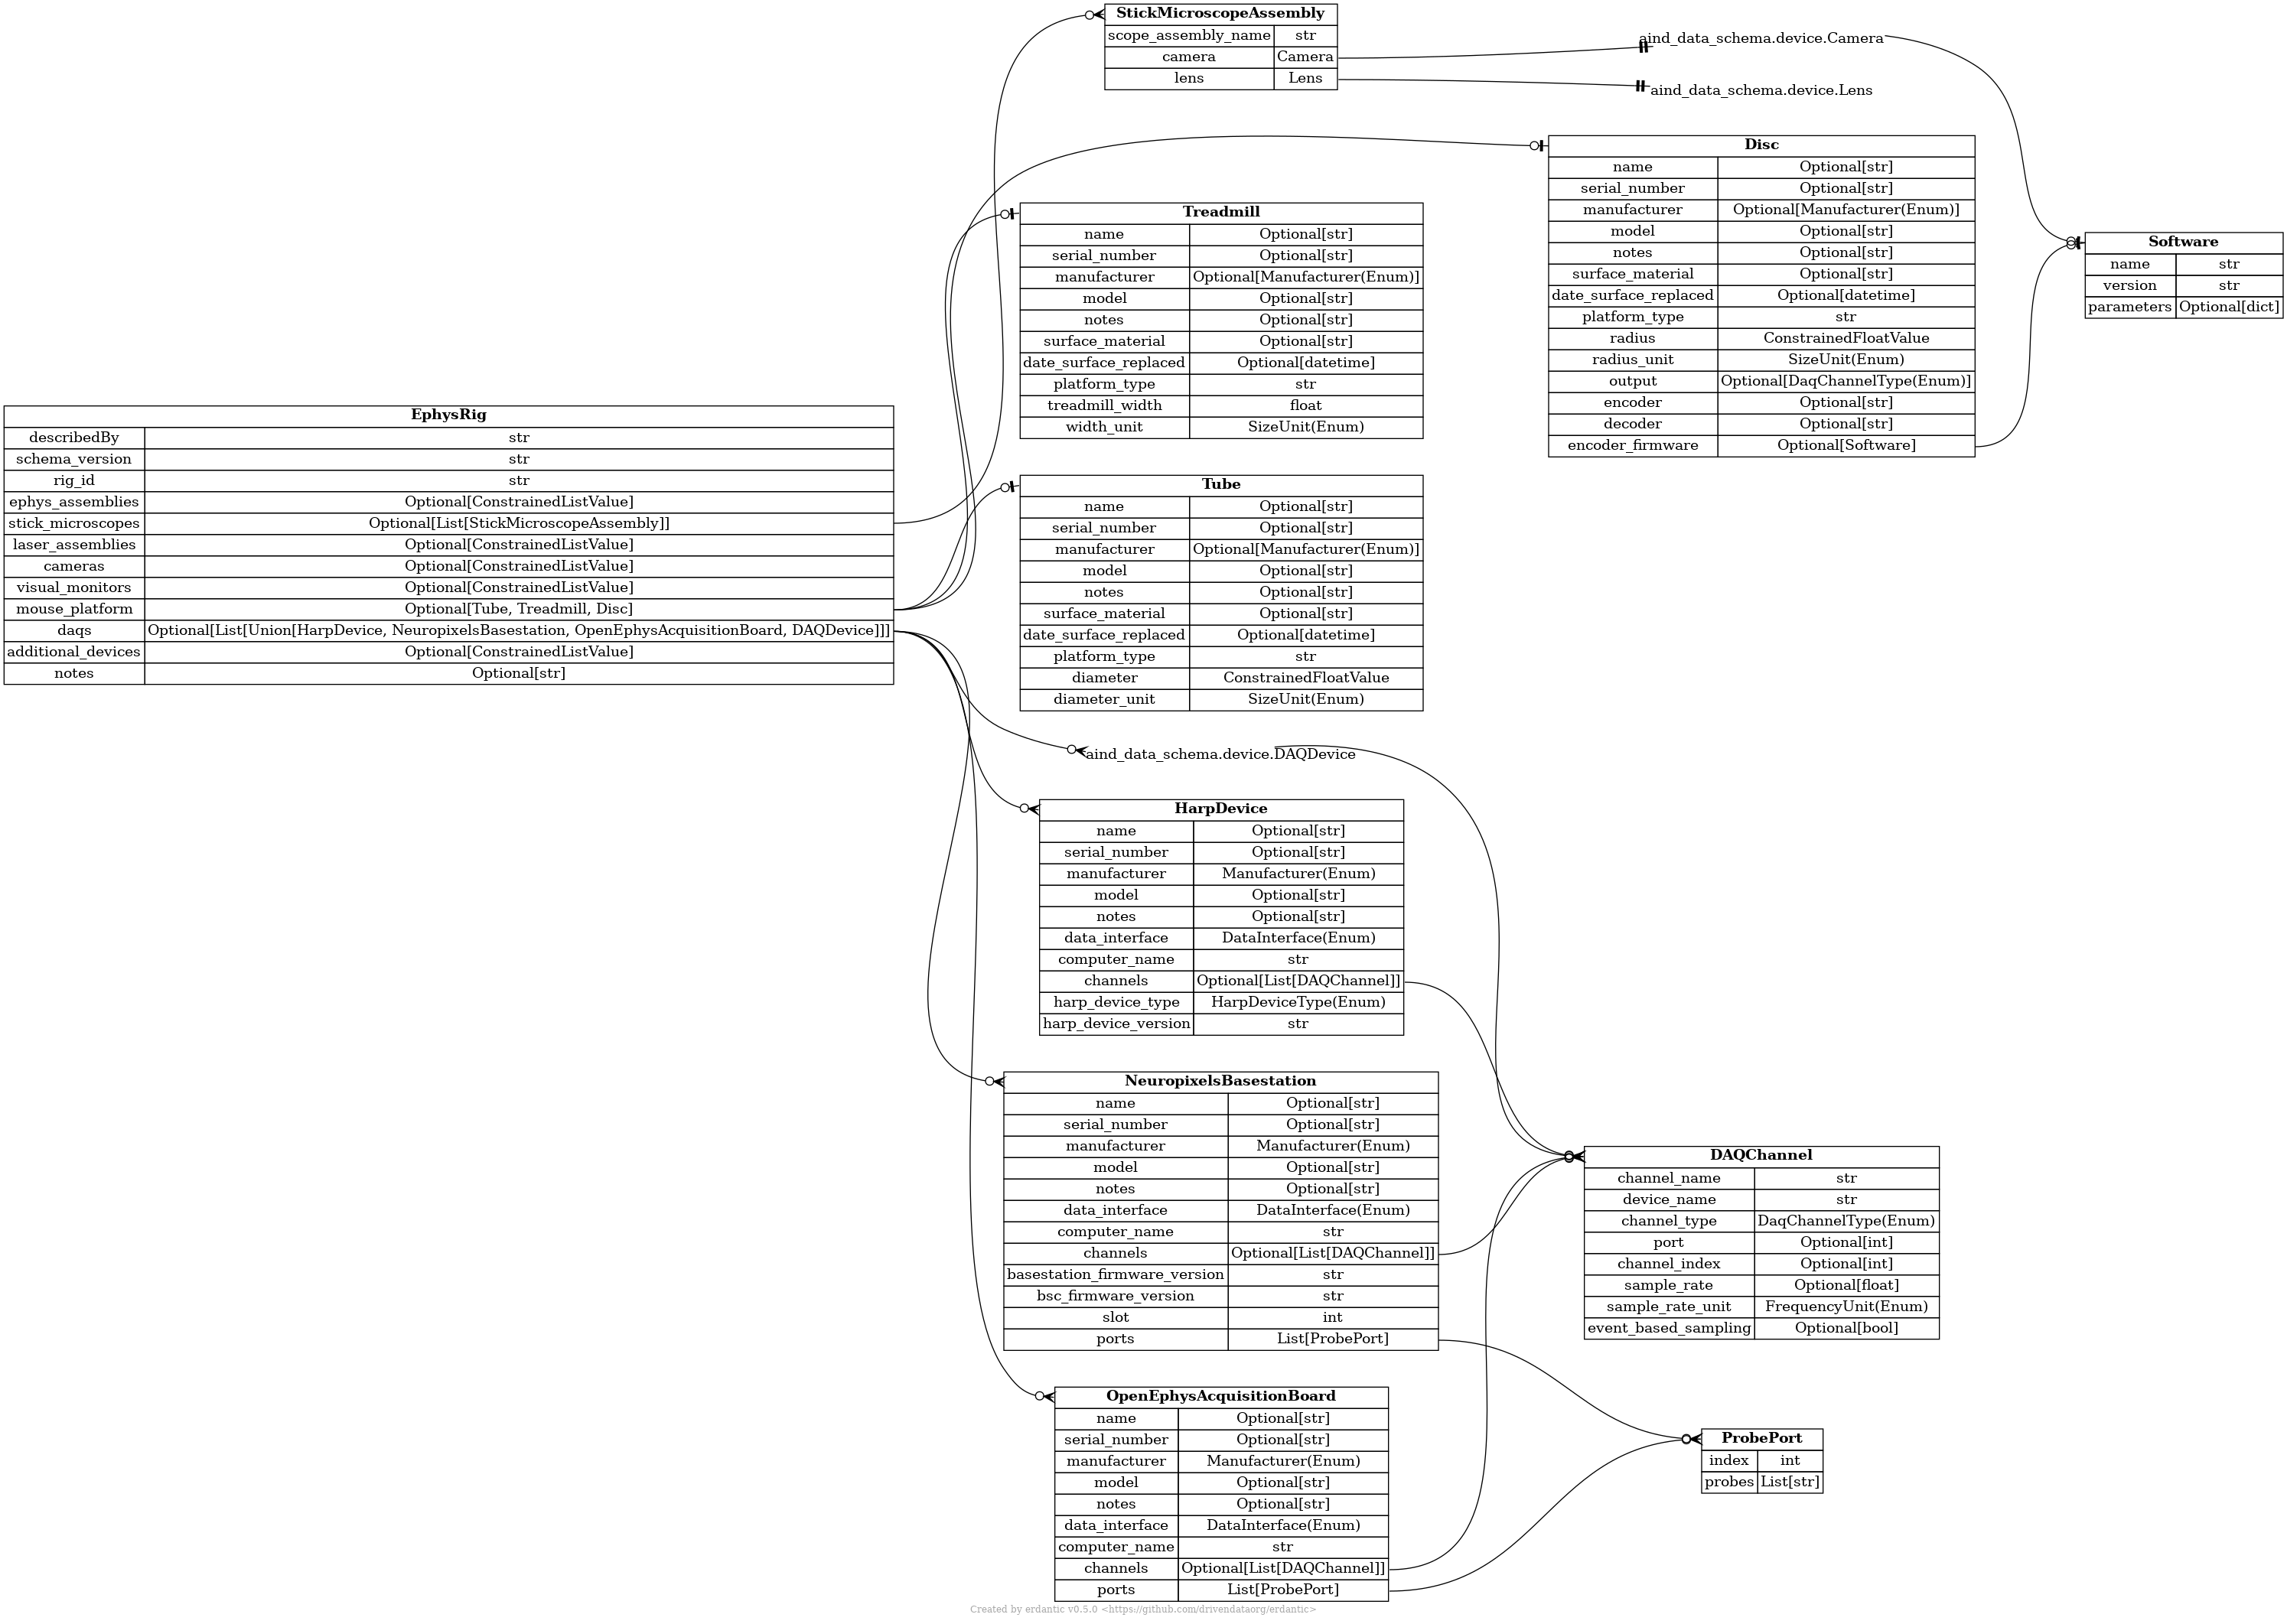 StickMicroscopeAssembly
scope_assembly_name str
camera Camera
lens Lens
aind_data_schema.device.Camera
aind_data_schema.device.Lens
Disc
name Optional[str]
serial_number Optional[str]
manufacturer Optional[Manufacturer(Enum)]
model Optional[str]
notes Optional[str]
surface_material Optional[str]
date_surface_replaced Optional[datetime]
platform_type str
radius ConstrainedFloatValue
radius_unit SizeUnit(Enum)
output Optional[DaqChannelType(Enum)]
encoder Optional[str]
decoder Optional[str]
encoder_firmware Optional[Software]
Software
name str
version str
parameters Optional[dict]
Treadmill
name Optional[str]
serial_number Optional[str]
manufacturer Optional[Manufacturer(Enum)]
model Optional[str]
notes Optional[str]
surface_material Optional[str]
date_surface_replaced Optional[datetime]
platform_type str
treadmill_width float
width_unit SizeUnit(Enum)
EphysRig
describedBy str
schema_version str
rig_id str
ephys_assemblies Optional[ConstrainedListValue]
stick_microscopes Optional[List[StickMicroscopeAssembly]]
laser_assemblies Optional[ConstrainedListValue]
cameras Optional[ConstrainedListValue]
visual_monitors Optional[ConstrainedListValue]
mouse_platform Optional[Tube, Treadmill, Disc]
daqs Optional[List[Union[HarpDevice, NeuropixelsBasestation, OpenEphysAcquisitionBoard, DAQDevice]]]
additional_devices Optional[ConstrainedListValue]
notes Optional[str]
Tube
name Optional[str]
serial_number Optional[str]
manufacturer Optional[Manufacturer(Enum)]
model Optional[str]
notes Optional[str]
surface_material Optional[str]
date_surface_replaced Optional[datetime]
platform_type str
diameter ConstrainedFloatValue
diameter_unit SizeUnit(Enum)
aind_data_schema.device.DAQDevice
HarpDevice
name Optional[str]
serial_number Optional[str]
manufacturer Manufacturer(Enum)
model Optional[str]
notes Optional[str]
data_interface DataInterface(Enum)
computer_name str
channels Optional[List[DAQChannel]]
harp_device_type HarpDeviceType(Enum)
harp_device_version str
NeuropixelsBasestation
name Optional[str]
serial_number Optional[str]
manufacturer Manufacturer(Enum)
model Optional[str]
notes Optional[str]
data_interface DataInterface(Enum)
computer_name str
channels Optional[List[DAQChannel]]
basestation_firmware_version str
bsc_firmware_version str
slot int
ports List[ProbePort]
DAQChannel
channel_name str
device_name str
channel_type DaqChannelType(Enum)
port Optional[int]
channel_index Optional[int]
sample_rate Optional[float]
sample_rate_unit FrequencyUnit(Enum)
event_based_sampling Optional[bool]
OpenEphysAcquisitionBoard
name Optional[str]
serial_number Optional[str]
manufacturer Manufacturer(Enum)
model Optional[str]
notes Optional[str]
data_interface DataInterface(Enum)
computer_name str
channels Optional[List[DAQChannel]]
ports List[ProbePort]
ProbePort
index int
probes List[str]
Created by erdantic v0.5.0 <https://github.com/drivendataorg/erdantic>